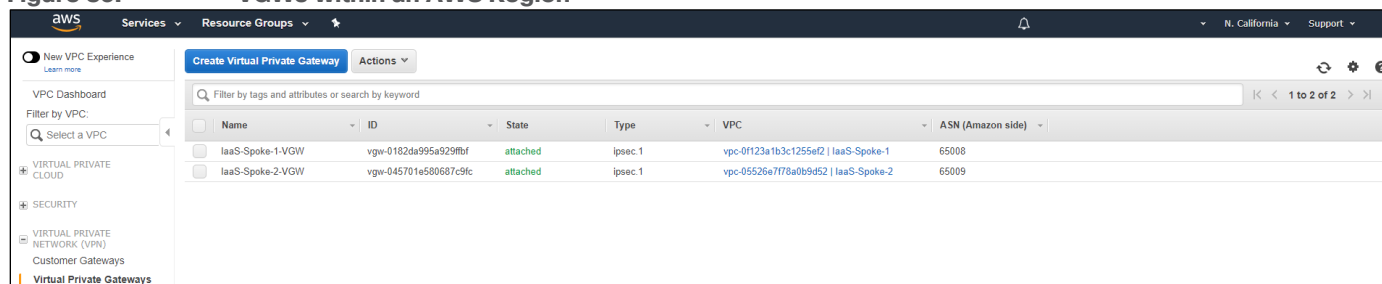 VGWs within an AWS Region
aws Services Resource Groups N. California Support
New VPC Experience
Learn more
Create Virtual Private Gateway Actions
VPC Dashboard
Filter by tags and attributes or search by keyword
1 to 2 of 2
Filter by VPC:
Select a VPC
Name ID State Type VPC ASN (Amazon side)
IaaS-Spoke-1-VGW vgw-0182da995a929ffbf attached ipsec.1 vpc-0f123a1b3c1255ef2 | IaaS-Spoke-1 65008
IaaS-Spoke-2-VGW vgw-045701e580687c9fc attached ipsec.1 vpc-05526e7f78a0b9d52 | IaaS-Spoke-2 65009
VIRTUAL PRIVATE
CLOUD
SECURITY
VIRTUAL PRIVATE
NETWORK (VPN)
Customer Gateways
Virtual Private Gateways